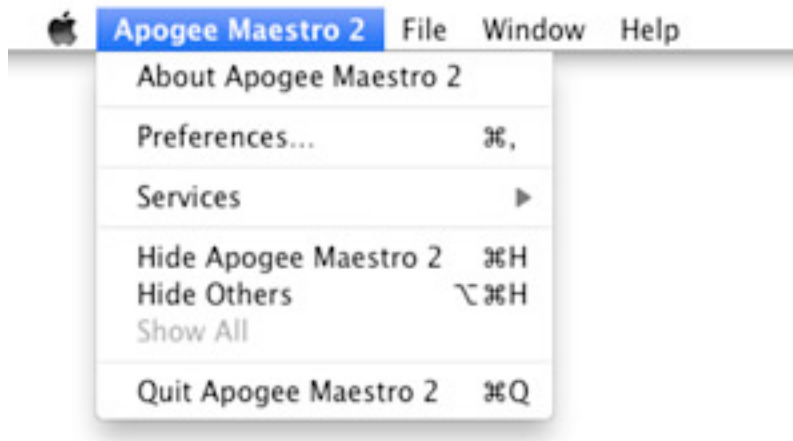 Apogee Maestro 2 File Window Help
About Apogee Maestro 2
Preferences... ⌘,
Services
Hide Apogee Maestro 2 ⌘H
Hide Others ⌥⌘H
Show All
Quit Apogee Maestro 2 ⌘Q